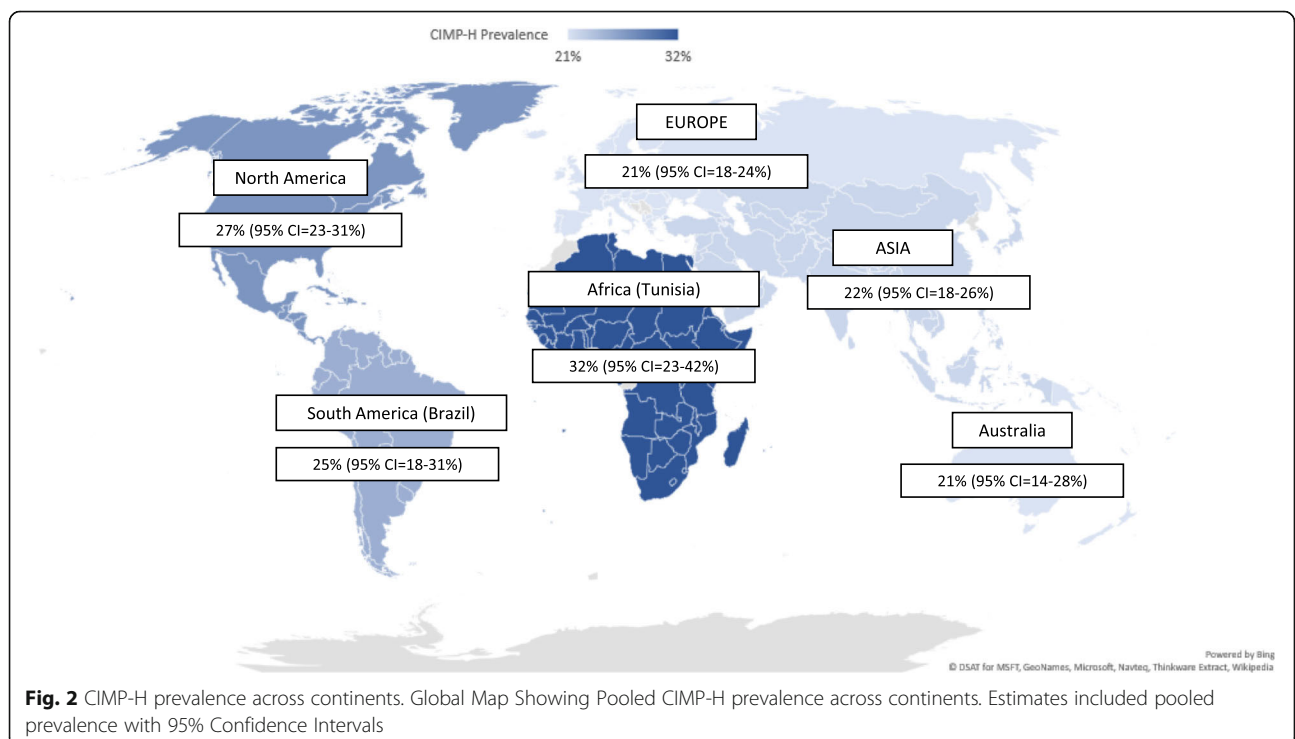 CIMP-H Prevalence
21% 32%
EUROPE
21% (95% CI=18-24%)
North America
27% (95% CI=23-31%)
ASIA
22% (95% CI=18-26%)
Africa (Tunisia)
32% (95% CI=23-42%)
South America (Brazil)
25% (95% CI=18-31%)
Australia
21% (95% CI=14-28%)
Powered by Bing
© DSAT for MSFT, GeoNames, Microsoft, Navteq, Thinkware Extract, Wikipedia
Fig. 2 CIMP-H prevalence across continents. Global Map Showing Pooled CIMP-H prevalence across continents. Estimates included pooled
prevalence with 95% Confidence Intervals